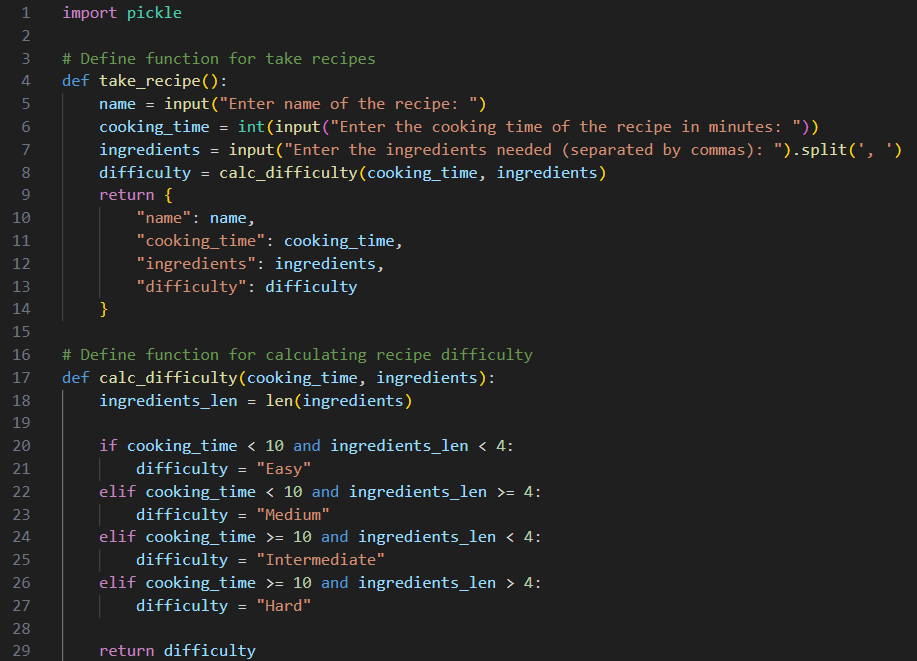 1 import pickle
2
3 # Define function for take recipes
4 def take_recipe():
5     name = input("Enter name of the recipe: ")
6     cooking_time = int(input("Enter the cooking time of the recipe in minutes: "))
7     ingredients = input("Enter the ingredients needed (separated by commas): ").split(', ')
8     difficulty = calc_difficulty(cooking_time, ingredients)
9     return {
10         "name": name,
11         "cooking_time": cooking_time,
12         "ingredients": ingredients,
13         "difficulty": difficulty
14     }
15
16 # Define function for calculating recipe difficulty
17 def calc_difficulty(cooking_time, ingredients):
18     ingredients_len = len(ingredients)
19
20     if cooking_time < 10 and ingredients_len < 4:
21         difficulty = "Easy"
22     elif cooking_time < 10 and ingredients_len >= 4:
23         difficulty = "Medium"
24     elif cooking_time >= 10 and ingredients_len < 4:
25         difficulty = "Intermediate"
26     elif cooking_time >= 10 and ingredients_len > 4:
27         difficulty = "Hard"
28
29     return difficulty